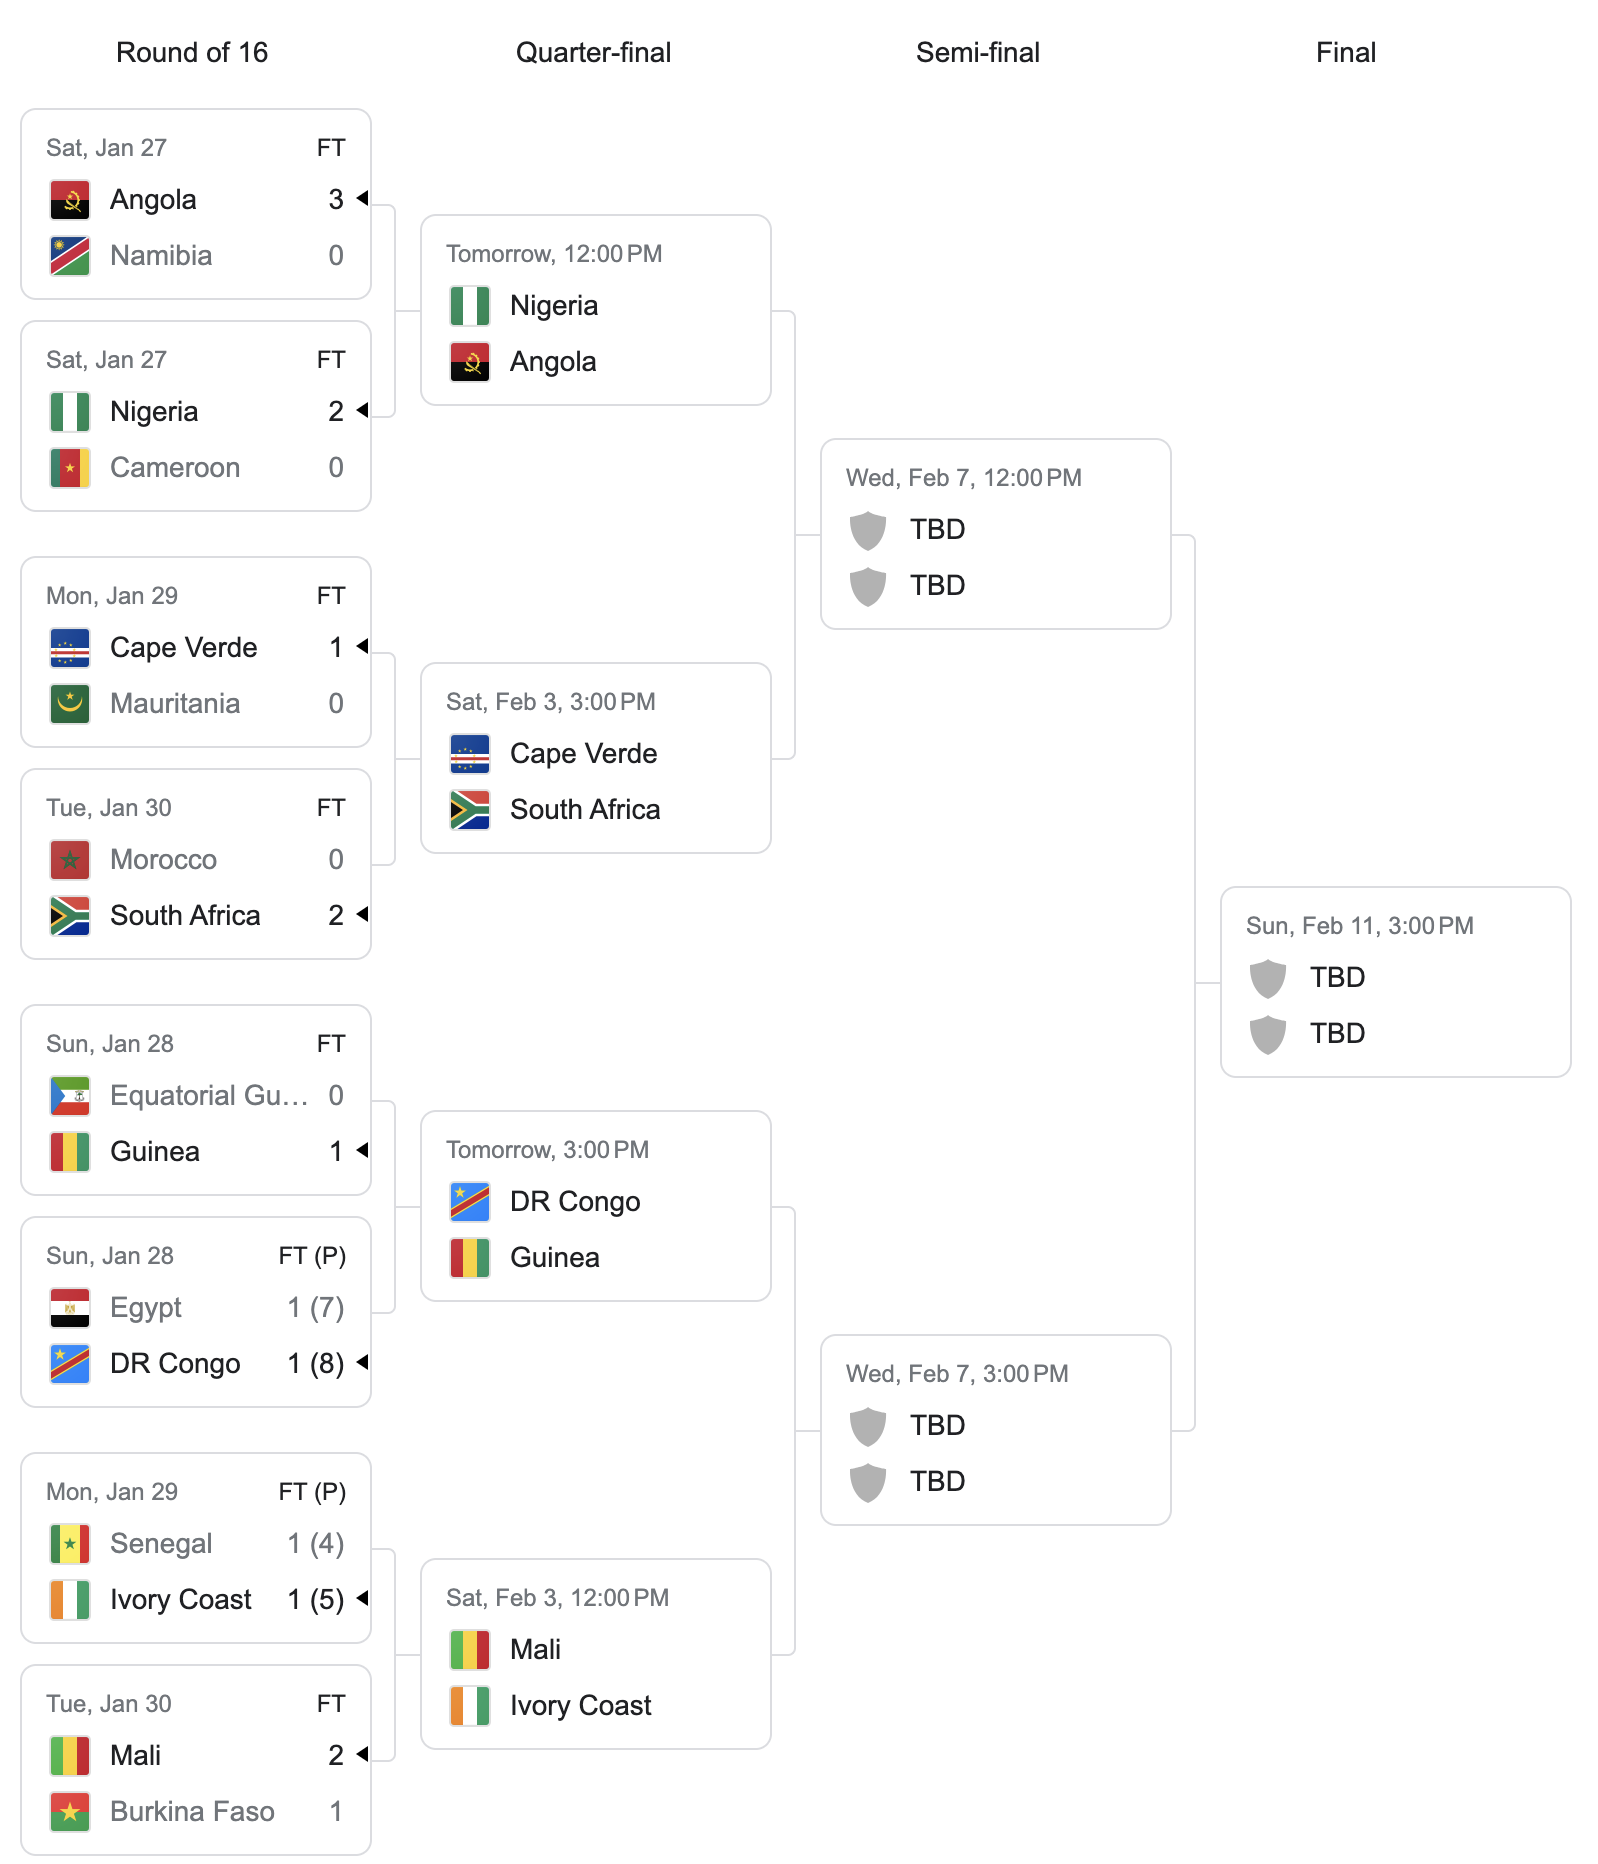 Round of 16
Quarter-final
Semi-final
Final
Sat, Jan 27 FT
Angola 3
Namibia 0
Sat, Jan 27 FT
Nigeria 2
Cameroon 0
Mon, Jan 29 FT
Cape Verde 1
Mauritania 0
Tue, Jan 30 FT
Morocco 0
South Africa 2
Sun, Jan 28 FT
Equatorial Gu... 0
Guinea 1
Sun, Jan 28 FT (P)
Egypt 1 (7)
DR Congo 1 (8)
Mon, Jan 29 FT (P)
Senegal 1 (4)
Ivory Coast 1 (5)
Tue, Jan 30 FT
Mali 2
Burkina Faso 1
Tomorrow, 12:00 PM
Nigeria
Angola
Sat, Feb 3, 3:00 PM
Cape Verde
South Africa
Tomorrow, 3:00 PM
DR Congo
Guinea
Sat, Feb 3, 12:00 PM
Mali
Ivory Coast
Wed, Feb 7, 12:00 PM
TBD
TBD
Wed, Feb 7, 3:00 PM
TBD
TBD
Sun, Feb 11, 3:00 PM
TBD
TBD